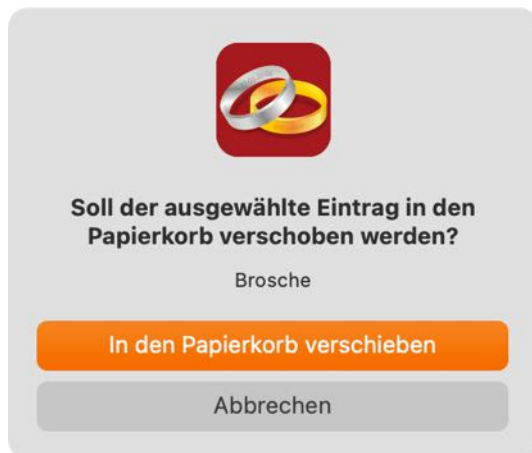 Soll der ausgewählte Eintrag in den
Papierkorb verschoben werden?
Brosche
In den Papierkorb verschieben
Abbrechen